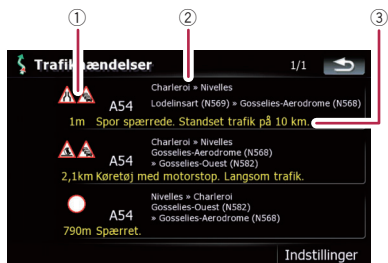 ① ② ③
Trafikhændelser 1/1
Charleroi » Nivelles
A54 Lodelinsart (N569) » Gosselies-Aerodrome (N568)
1m Spor spærrede. Standset trafik på 10 km.
Charleroi » Nivelles
A54 Gosselies-Aerodrome (N568)
» Gosselies-Ouest (N582)
2,1km Køretøj med motorstop. Langsom trafik.
Nivelles » Charleroi
A54 Gosselies-Ouest (N582)
» Gosselies-Aerodrome (N568)
790m Spærret.
Indstillinger